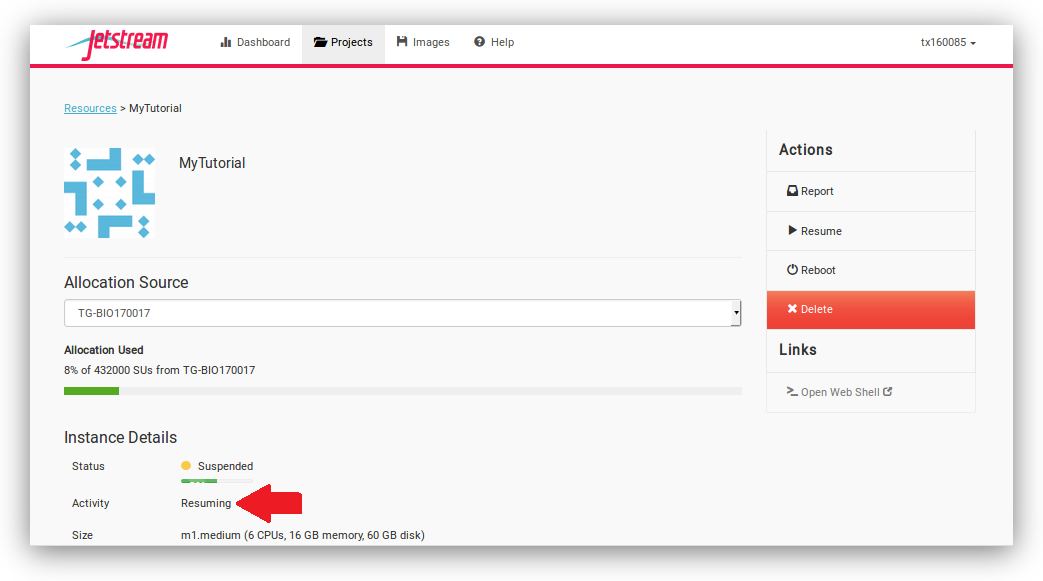 Jetstream
Dashboard
Projects
Images
Help
tx160085
Resources > MyTutorial
MyTutorial
Allocation Source
TG-BIO170017
Allocation Used
8% of 432000 SUs from TG-BIO170017
Instance Details
Status
Suspended
Activity
Resuming
Size
m1.medium (6 CPUs, 16 GB memory, 60 GB disk)
Actions
Report
Resume
Reboot
Delete
Links
Open Web Shell